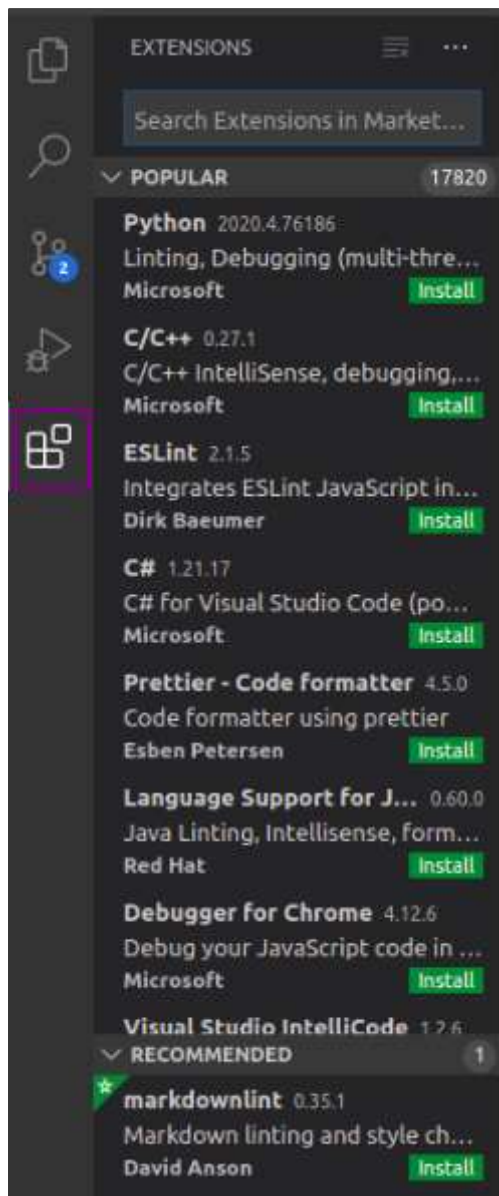 EXTENSIONS
Search Extensions in Market...
POPULAR 17820
Python 2020.4.76186
Linting, Debugging (multi-thre...
Microsoft Install
C/C++ 0.27.1
C/C++ IntelliSense, debugging,...
Microsoft Install
ESLint 2.1.5
Integrates ESLint JavaScript in...
Dirk Baeumer Install
C# 1.21.17
C# for Visual Studio Code (po...
Microsoft Install
Prettier - Code formatter 4.5.0
Code formatter using prettier
Esben Petersen Install
Language Support for J... 0.60.0
Java Linting, Intellisense, form...
Red Hat Install
Debugger for Chrome 4.12.6
Debug your JavaScript code in ...
Microsoft Install
Visual Studio IntelliCode 1.2.6
RECOMMENDED 1
markdownlint 0.35.1
Markdown linting and style ch...
David Anson Install
2